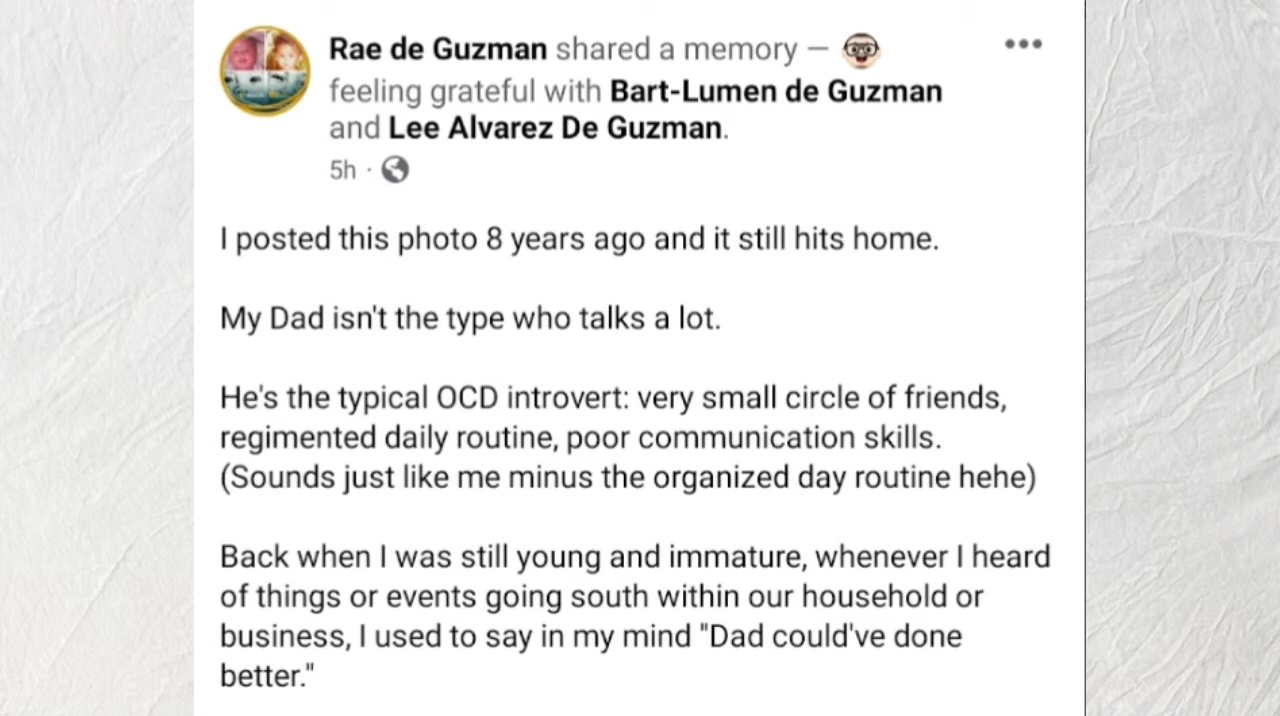 Rae de Guzman shared a memory —
feeling grateful with Bart-Lumen de Guzman
and Lee Alvarez De Guzman.
5h ·
I posted this photo 8 years ago and it still hits home.
My Dad isn't the type who talks a lot.
He's the typical OCD introvert: very small circle of friends,
regimented daily routine, poor communication skills.
(Sounds just like me minus the organized day routine hehe)
Back when I was still young and immature, whenever I heard
of things or events going south within our household or
business, I used to say in my mind "Dad could've done
better."